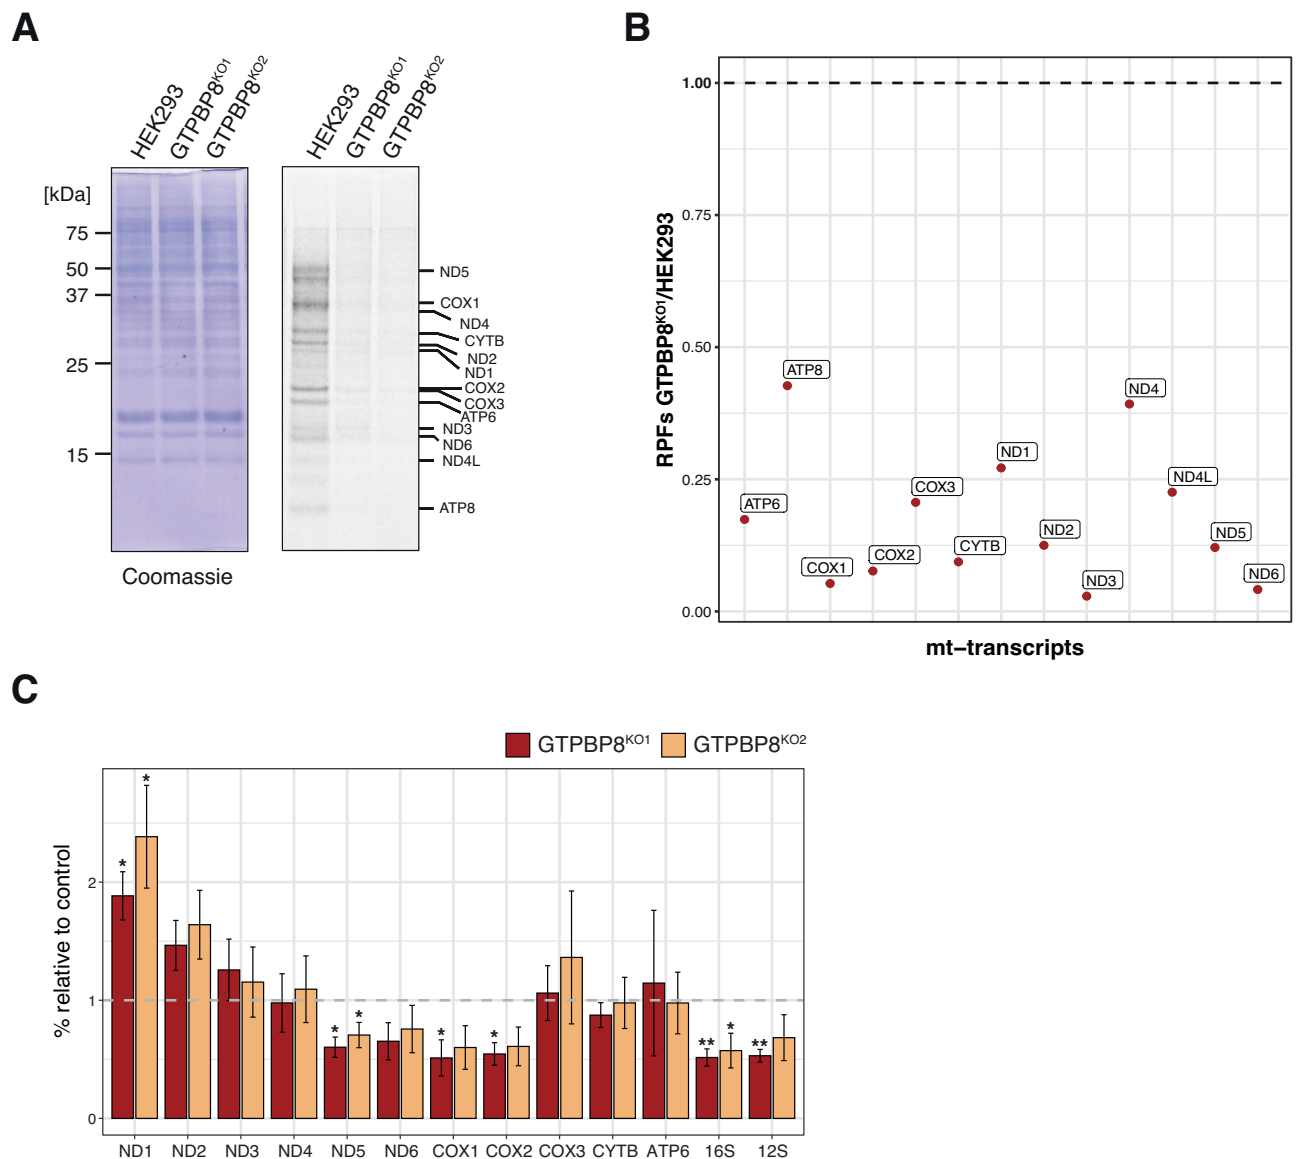 A
HEK293
GTPBP8KO1
GTPBP8KO2
HEK293
GTPBP8KO1
GTPBP8KO2
[kDa]
75
50
37
25
15
ND5
COX1
ND4
CYTB
ND2
ND1
COX2
COX3
ATP6
ND3
ND6
ND4L
ATP8
Coomassie
B
RPFs GTPBP8KO1/HEK293
1.00
0.75
0.50
0.25
0.00
ATP6
ATP8
COX1
COX2
COX3
CYTB
ND1
ND2
ND3
ND4
ND4L
ND5
ND6
mt–transcripts
C
GTPBP8KO1 GTPBP8KO2
% relative to control
2
1
0
* * * * * * ** * **
ND1 ND2 ND3 ND4 ND5 ND6 COX1 COX2 COX3 CYTB ATP6 16S 12S